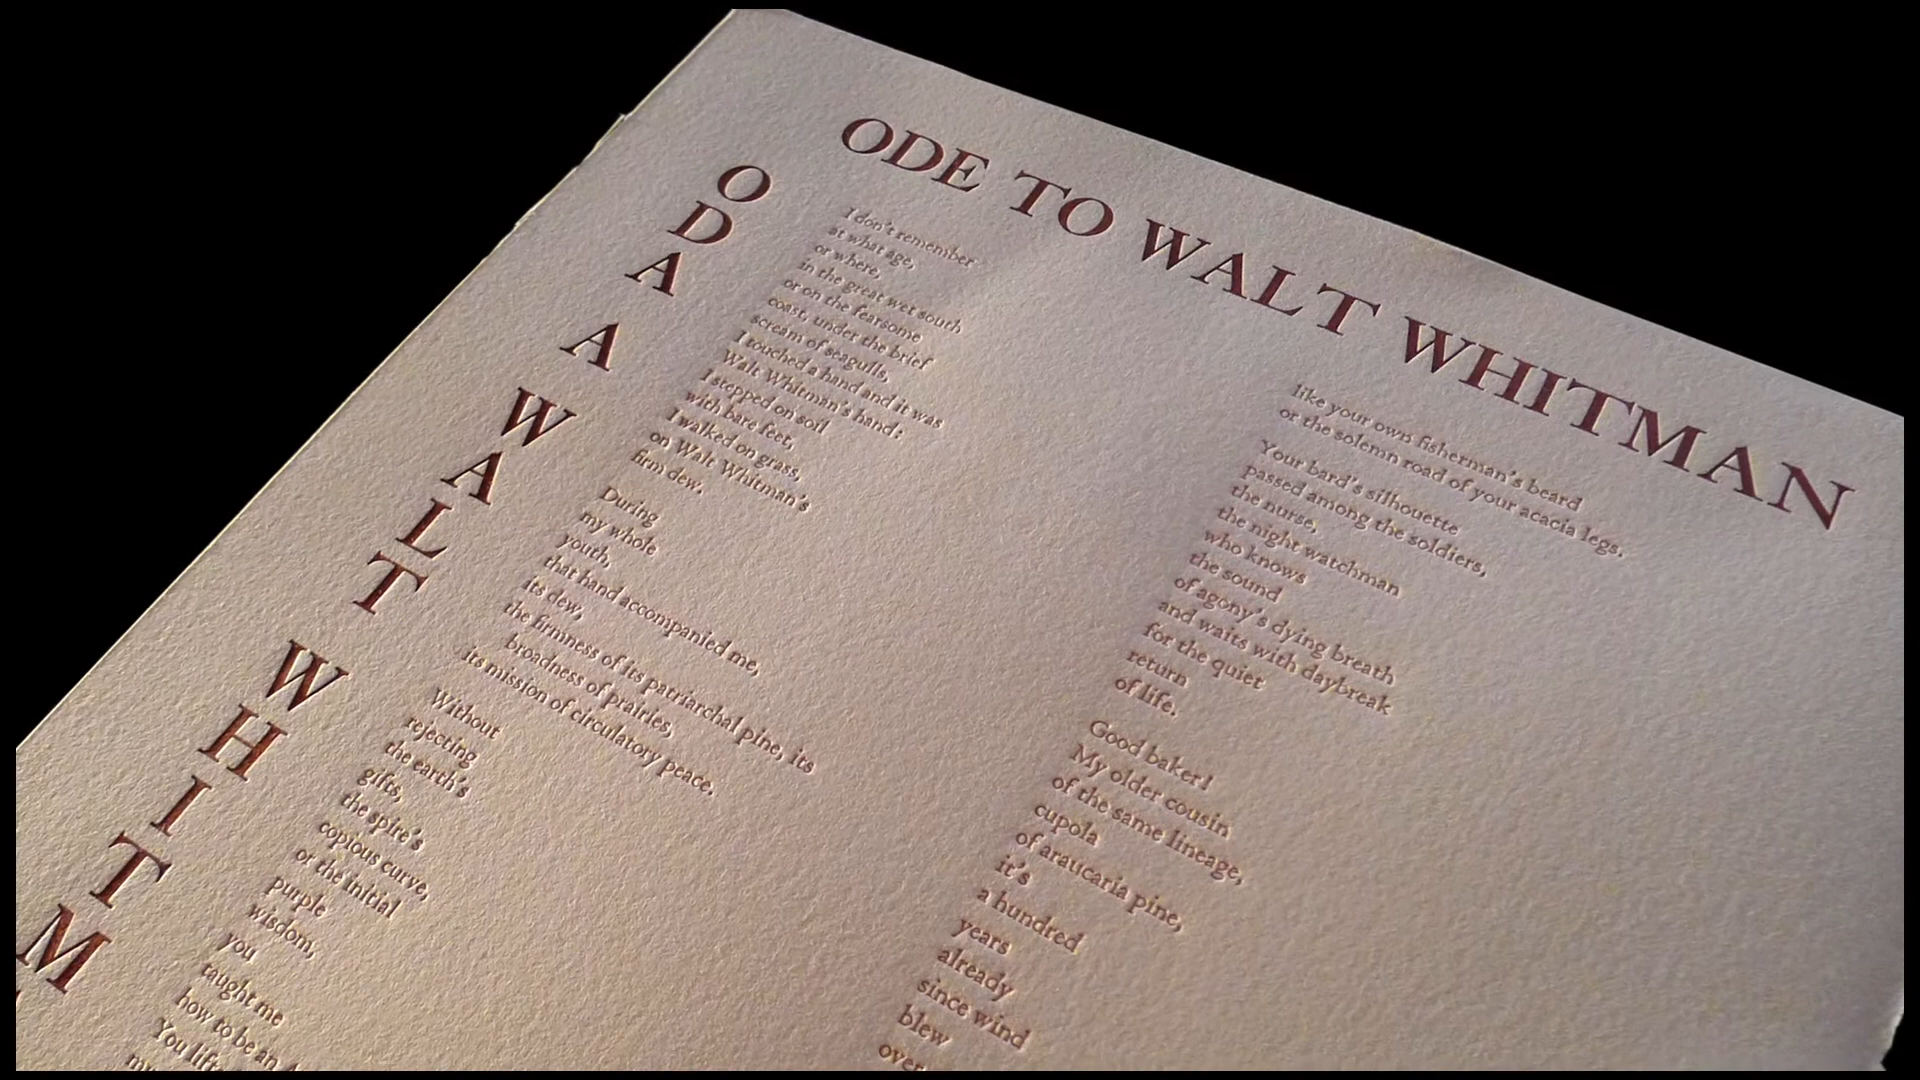 ODE TO WALT WHITMAN
ODA A WALT WHITM
I don't remember
at what age,
or where,
in the great wet south
or on the fearsome
coast, under the brief
scream of seagulls,
I touched a hand and it was
Walt Whitman's hand:
I stepped on soil
with bare feet,
I walked on grass,
on Walt Whitman's
firm dew.
During
my whole
youth,
that hand accompanied me,
its dew,
the firmness of its patriarchal pine, its
broadness of prairies,
its mission of circulatory peace.
Without
rejecting
the earth's
gifts,
the spire's
copious curve,
or the initial
purple
wisdom,
you
taught me
how to be an
You lift
like your own fisherman's beard
or the solemn road of your acacia legs.
Your bard's silhouette
passed among the soldiers,
the nurse,
the night watchman
who knows
the sound
of agony's dying breath
and waits with daybreak
for the quiet
return
of life.
Good baker!
My older cousin
of the same lineage,
cupola
of araucaria pine,
it's
a hundred
years
already
since wind
blew
over